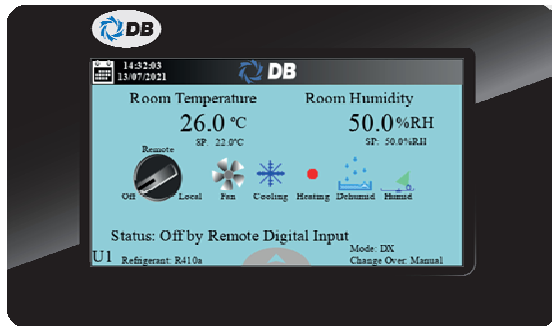 DB
14:32:03
13/07/2021
DB
Room Temperature
Room Humidity
26.0 °C
50.0%RH
SP: 22.0°C
SP: 50.0%RH
Remote
Off
Local
Fan
Cooling
Heating
Dehumid
Humid
Status: Off by Remote Digital Input
Mode: DX
U1
Refrigerant: R410a
Change Over: Manual